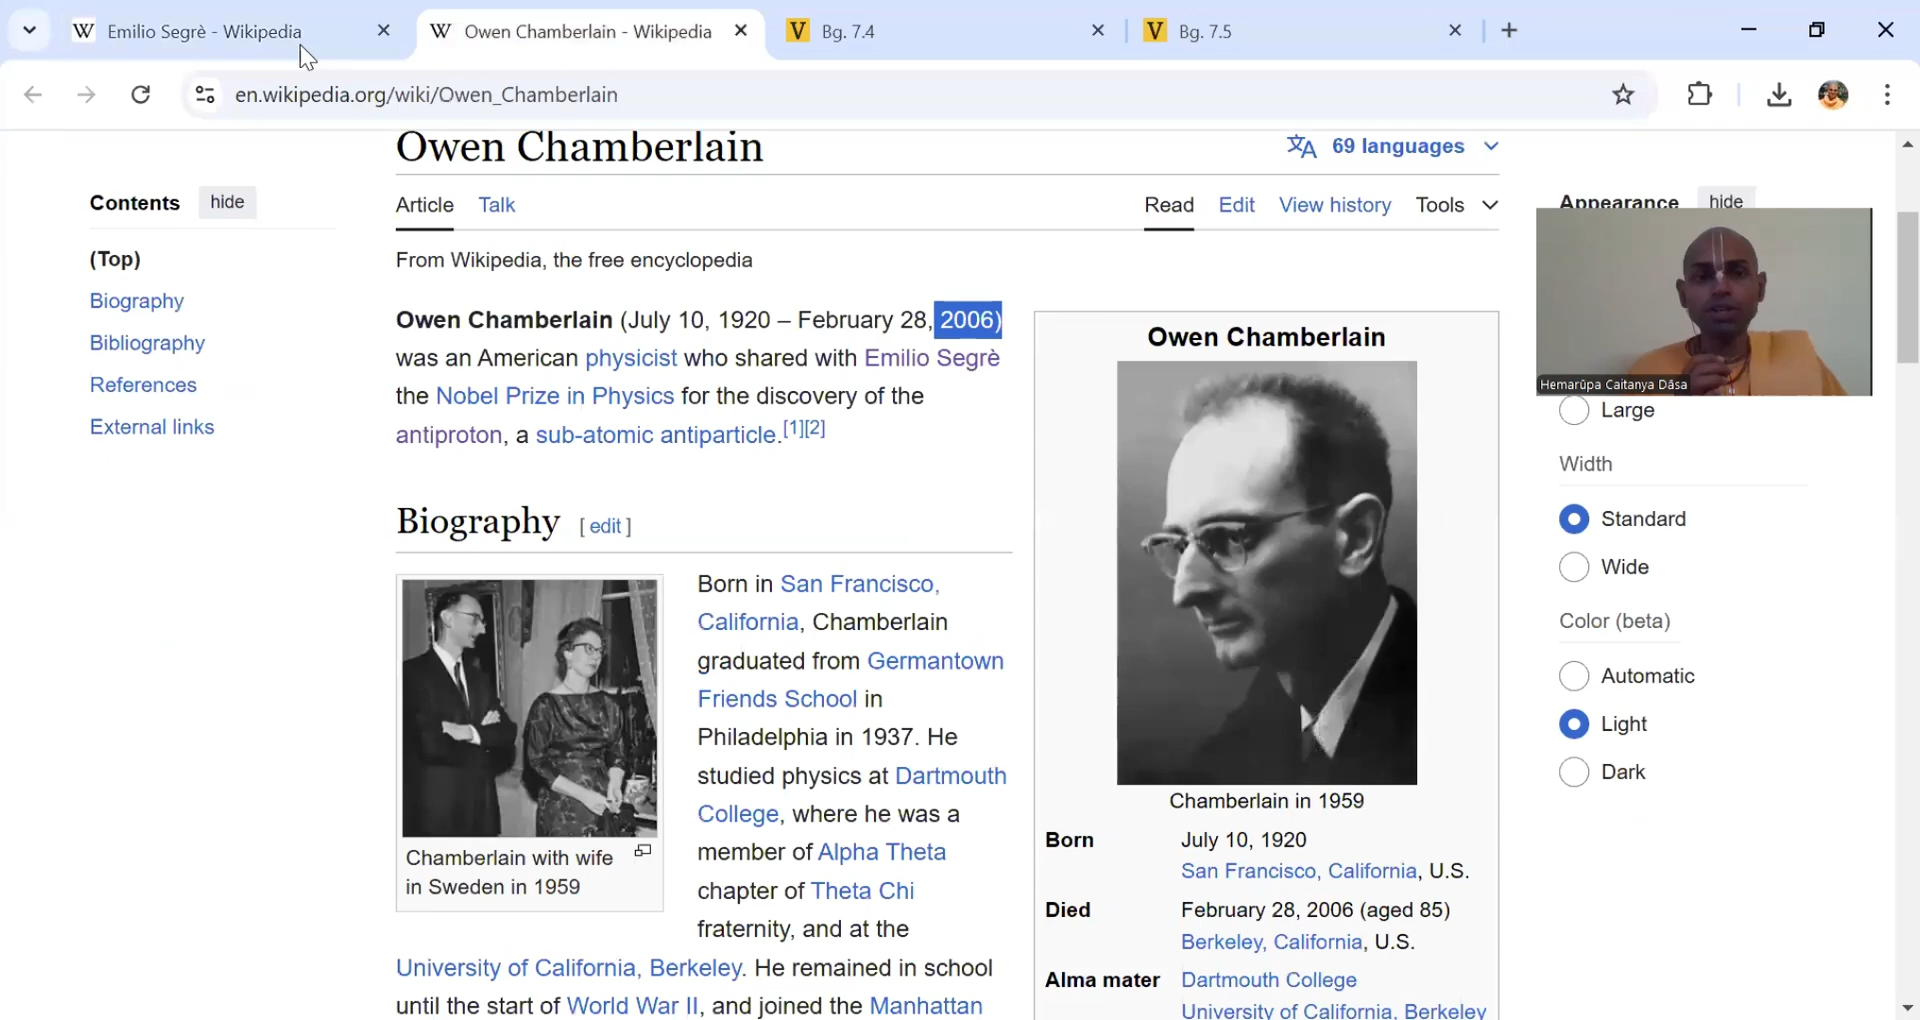 Emilio Segrè - Wikipedia
Owen Chamberlain - Wikipedia
Bg. 7.4
Bg. 7.5
en.wikipedia.org/wiki/Owen_Chamberlain
Owen Chamberlain
69 languages
Contents hide
(Top)
Biography
Bibliography
References
External links
Article Talk
Read Edit View history Tools
From Wikipedia, the free encyclopedia
Owen Chamberlain (July 10, 1920 – February 28, 2006)
was an American physicist who shared with Emilio Segrè
the Nobel Prize in Physics for the discovery of the
antiproton, a sub-atomic antiparticle.[1][2]
Biography [ edit ]
Chamberlain with wife
in Sweden in 1959
Born in San Francisco,
California, Chamberlain
graduated from Germantown
Friends School in
Philadelphia in 1937. He
studied physics at Dartmouth
College, where he was a
member of Alpha Theta
chapter of Theta Chi
fraternity, and at the
University of California, Berkeley. He remained in school
until the start of World War II, and joined the Manhattan
Owen Chamberlain
Chamberlain in 1959
Born July 10, 1920
San Francisco, California, U.S.
Died February 28, 2006 (aged 85)
Berkeley, California, U.S.
Alma mater Dartmouth College
University of California, Berkeley
Appearance hide
Hemarūpa Caitanya Dāsa
Large
Width
Standard
Wide
Color (beta)
Automatic
Light
Dark